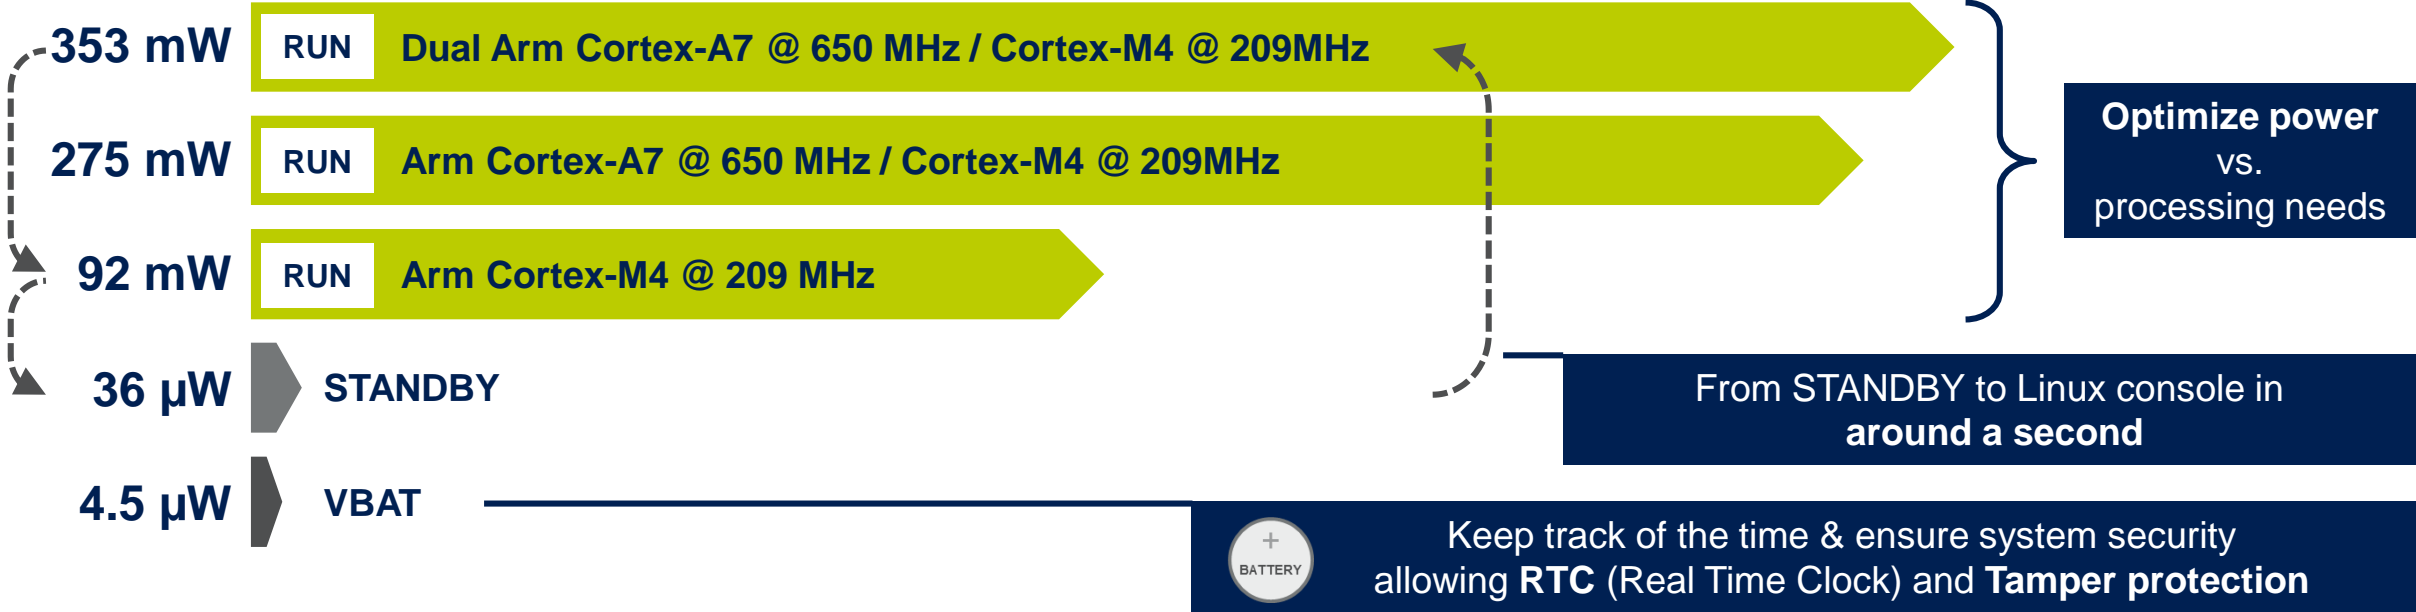 353 mW RUN Dual Arm Cortex-A7 @ 650 MHz / Cortex-M4 @ 209MHz
275 mW RUN Arm Cortex-A7 @ 650 MHz / Cortex-M4 @ 209MHz
92 mW RUN Arm Cortex-M4 @ 209 MHz
Optimize power
vs.
processing needs
36 µW STANDBY
From STANDBY to Linux console in
around a second
4.5 µW VBAT
+
BATTERY
Keep track of the time & ensure system security
allowing RTC (Real Time Clock) and Tamper protection